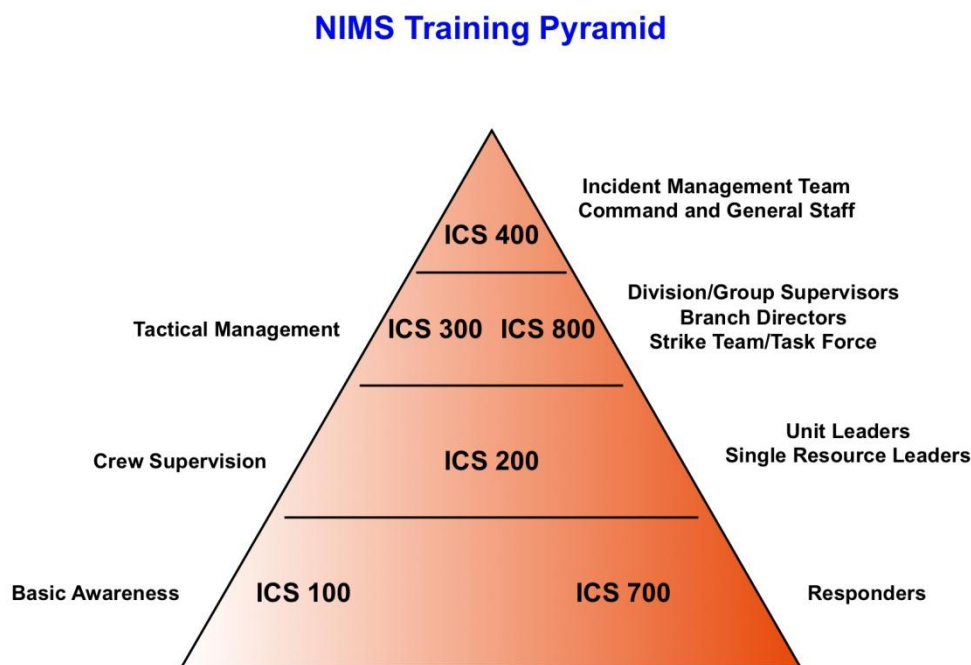 NIMS Training Pyramid
Incident Management Team
Command and General Staff
ICS 400
Tactical Management
ICS 300 ICS 800
Division/Group Supervisors
Branch Directors
Strike Team/Task Force
Crew Supervision
ICS 200
Unit Leaders
Single Resource Leaders
Basic Awareness
ICS 100
ICS 700
Responders